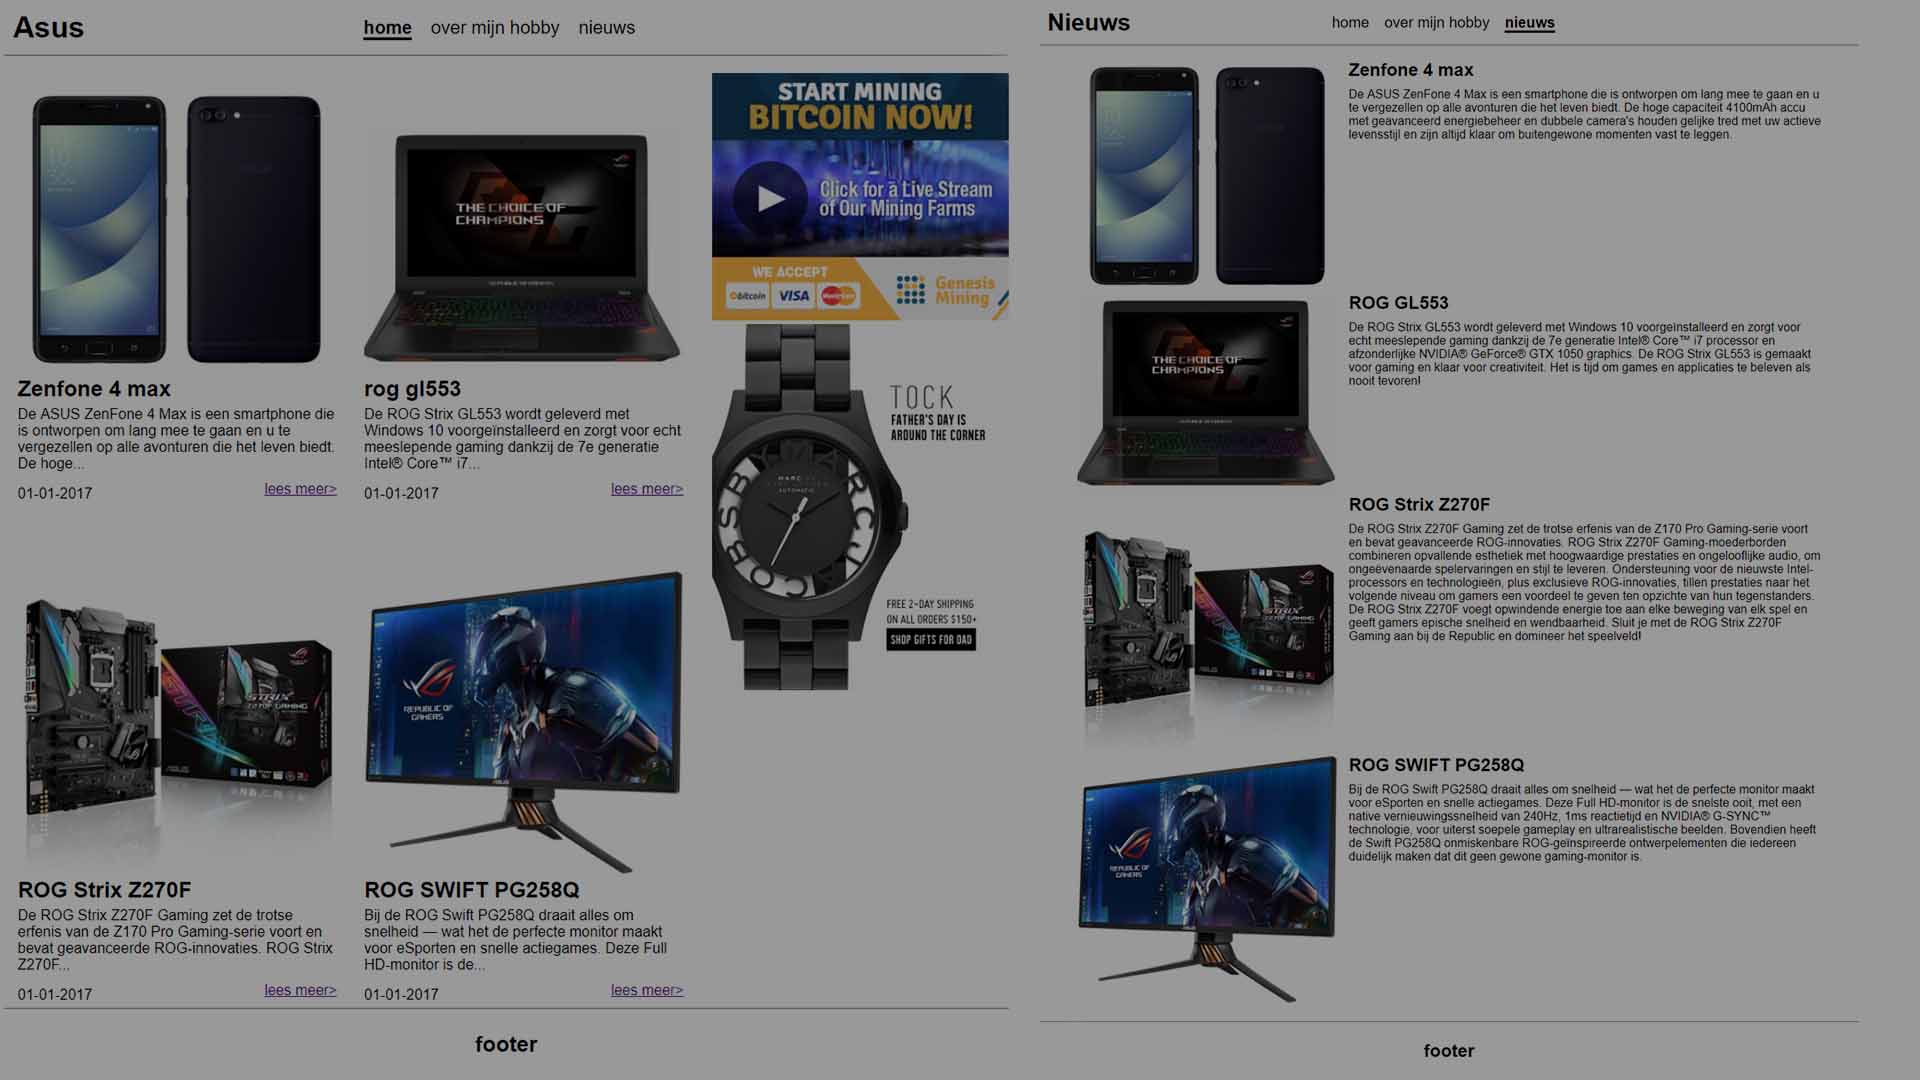 Asus
home over mijn hobby nieuws
START MINING
BITCOIN NOW!
Click for a Live Stream
of Our Mining Farms
WE ACCEPT
bitcoin VISA MasterCard
Genesis
Mining
THE CHOICE OF
CHAMPIONS
Zenfone 4 max
De ASUS ZenFone 4 Max is een smartphone die
is ontworpen om lang mee te gaan en u te
vergezellen op alle avonturen die het leven biedt.
De hoge...
01-01-2017
lees meer>
rog gl553
De ROG Strix GL553 wordt geleverd met
Windows 10 voorgeïnstalleerd en zorgt voor echt
meeslepende gaming dankzij de 7e generatie
Intel® Core™ i7...
01-01-2017
lees meer>
TOCK
FATHER'S DAY IS
AROUND THE CORNER
MARC
AUTOMATIC
FREE 2-DAY SHIPPING
ON ALL ORDERS $150+
SHOP GIFTS FOR DAD
STRIX
Z270F GAMING
REPUBLIC OF
GAMERS
ROG Strix Z270F
De ROG Strix Z270F Gaming zet de trotse
erfenis van de Z170 Pro Gaming-serie voort en
bevat geavanceerde ROG-innovaties. ROG Strix
Z270F...
01-01-2017
lees meer>
ROG SWIFT PG258Q
Bij de ROG Swift PG258Q draait alles om
snelheid — wat het de perfecte monitor maakt
voor eSporten en snelle actiegames. Deze Full
HD-monitor is de...
01-01-2017
lees meer>
footer
Nieuws
home over mijn hobby nieuws
Zenfone 4 max
De ASUS ZenFone 4 Max is een smartphone die is ontworpen om lang mee te gaan en u
te vergezellen op alle avonturen die het leven biedt. De hoge capaciteit 4100mAh accu
met geavanceerd energiebeheer en dubbele camera's houden gelijke tred met uw actieve
levensstijl en zijn altijd klaar om buitengewone momenten vast te leggen.
THE CHOICE OF
CHAMPIONS
ROG GL553
De ROG Strix GL553 wordt geleverd met Windows 10 voorgeïnstalleerd en zorgt voor
echt meeslepende gaming dankzij de 7e generatie Intel® Core™ i7 processor en
afzonderlijke NVIDIA® GeForce® GTX 1050 graphics. De ROG Strix GL553 is gemaakt
voor gaming en klaar voor creativiteit. Het is tijd om games en applicaties te beleven als
nooit tevoren!
STRIX
Z270F GAMING
ROG Strix Z270F
De ROG Strix Z270F Gaming zet de trotse erfenis van de Z170 Pro Gaming-serie voort
en bevat geavanceerde ROG-innovaties. ROG Strix Z270F Gaming-moederborden
combineren opvallende esthetiek met hoogwaardige prestaties en ongelooflijke audio, om
ongeëvenaarde spelervaringen en stijl te leveren. Ondersteuning voor de nieuwste Intel-
processors en technologieën, plus exclusieve ROG-innovaties, tillen prestaties naar het
volgende niveau om gamers een voordeel te geven ten opzichte van hun tegenstanders.
De ROG Strix Z270F voegt opwindende energie toe aan elke beweging van elk spel en
geeft gamers epische snelheid en wendbaarheid. Sluit je met de ROG Strix Z270F
Gaming aan bij de Republic en domineer het speelveld!
REPUBLIC OF
GAMERS
ROG SWIFT PG258Q
Bij de ROG Swift PG258Q draait alles om snelheid — wat het de perfecte monitor maakt
voor eSporten en snelle actiegames. Deze Full HD-monitor is de snelste ooit, met een
native vernieuwingssnelheid van 240Hz, 1ms reactietijd en NVIDIA® G-SYNC™
technologie, voor uiterst soepele gameplay en ultrarealistische beelden. Bovendien heeft
de Swift PG258Q onmiskenbare ROG-geïnspireerde ontwerpelementen die iedereen
duidelijk maken dat dit geen gewone gaming-monitor is.
footer